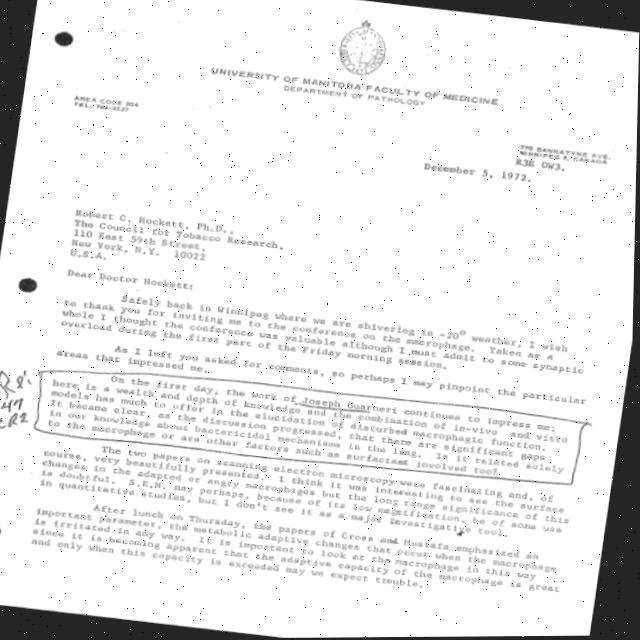 UNIVERSITY OF MANITOBA FACULTY OF MEDICINE
DEPARTMENT OF PATHOLOGY
AREA CODE 204
TEL.
770 BANNATYNE AVE.
WINNIPEG 3, CANADA
R3E 0W3.
December 5, 1972.
Robert C. Hockett, Ph.D.,
The Council for Tobacco Research,
110 East 59th Street,
New York, N.Y. 10022
U.S.A.
Dear Doctor Hockett:
Safely back in Winnipeg where we are shivering in -20° weather; I wish
to thank you for inviting me to the conference on the macrophage. Taken as a
whole I thought the conference was valuable although I must admit to some synaptic
overload during the first part of the Friday morning session.
As I left you asked for comments, so perhaps I may pinpoint the particular
areas that impressed me.
On the first day, the work of Joseph Guarneri continues to impress me;
here is a wealth and depth of knowledge and the combination of in-vivo and vitro
models has much to offer in the elucidation of disturbed macrophagic function.
It became clear, as the discussion progressed, that there are significant gaps
in our knowledge about bactericidol mechanisms in the lung. Is it related solely
to the macrophage or are other factors such as surfactant involved too?
The two papers on scanning electron microscopy were fascinating and, of
course, very beautifully presented. I think it was interesting to see the surface
changes in the adapted or angry macrophages but the long range significance of this
is doubtful. S.E.M. may perhaps, because of its low magnification, be of some use
in quantitative studies, but I don't see it as a major investigative tool.
After lunch on Thursday, the papers of Cross and Mustafa emphasized an
important parameter, the metabolic adaptive changes that occur when the macrophage
is irritated in any way. It is important to look at the macrophage in this way
since it is becoming apparent that the adaptive capacity of the macrophage is great
and only when this capacity is exceeded may we expect trouble.